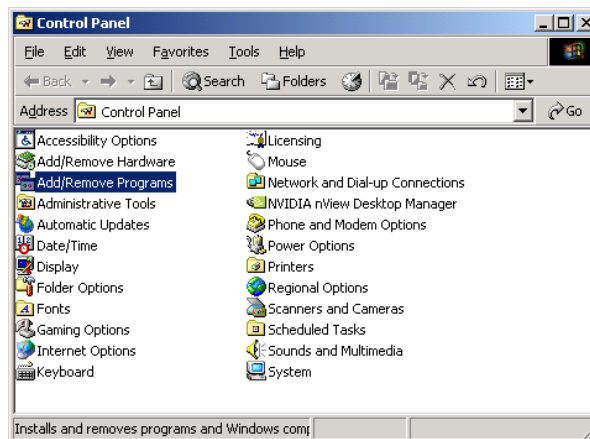 Control Panel
File Edit View Favorites Tools Help
Back Search Folders
Address Control Panel Go
Accessibility Options
Add/Remove Hardware
Add/Remove Programs
Administrative Tools
Automatic Updates
Date/Time
Display
Folder Options
Fonts
Gaming Options
Internet Options
Keyboard
Licensing
Mouse
Network and Dial-up Connections
NVIDIA nView Desktop Manager
Phone and Modem Options
Power Options
Printers
Regional Options
Scanners and Cameras
Scheduled Tasks
Sounds and Multimedia
System
Installs and removes programs and Windows com